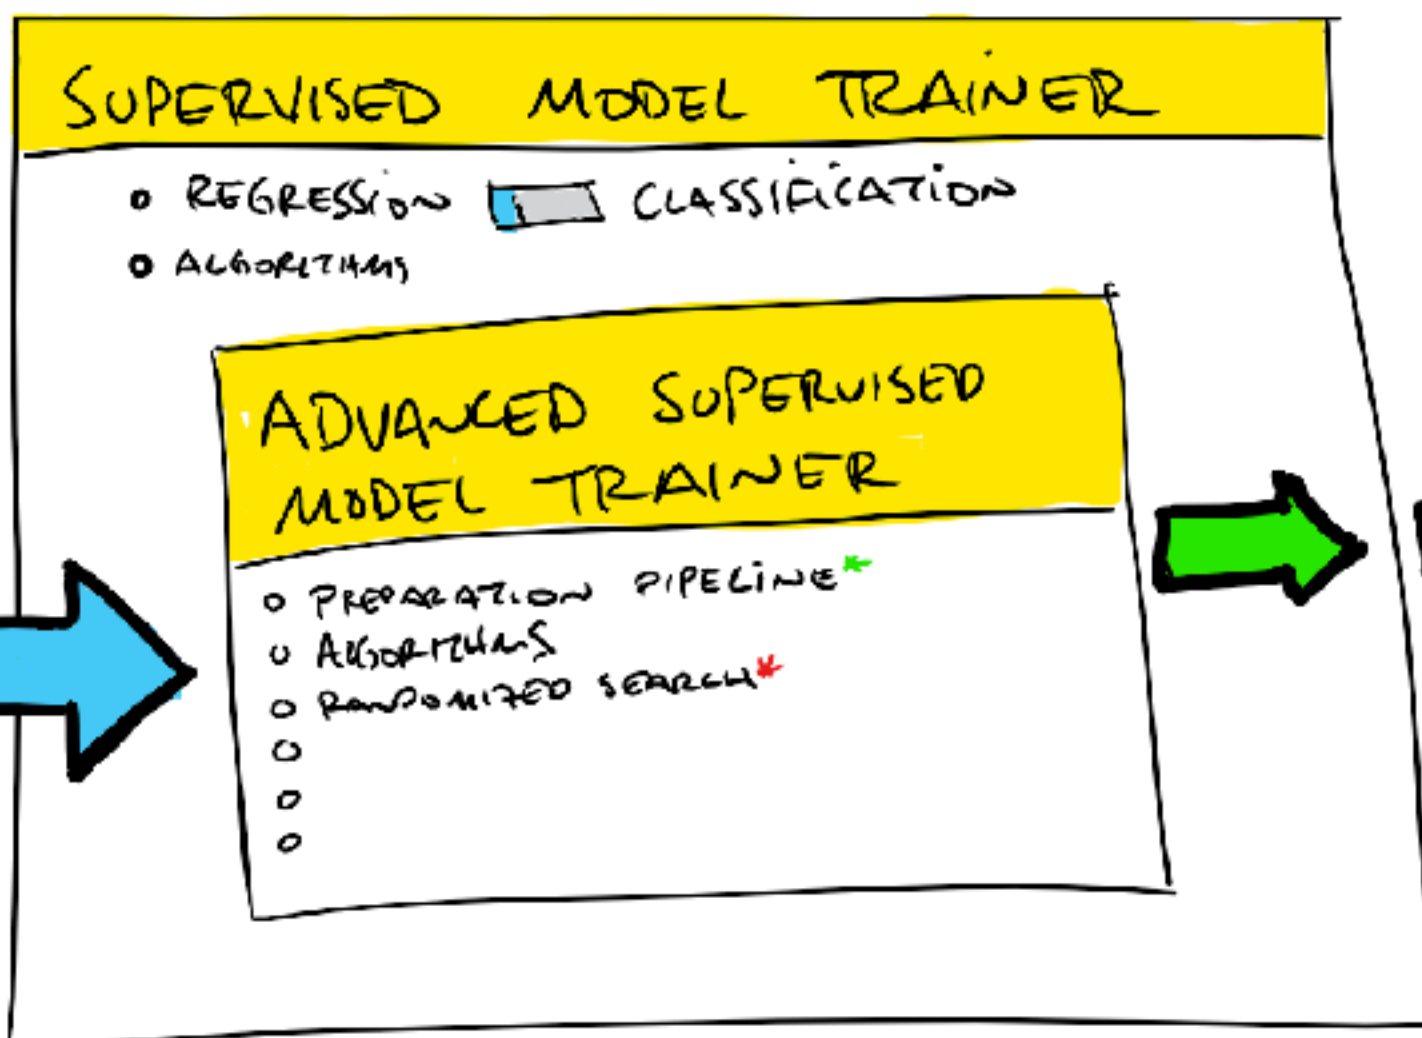 SUPERVISED MODEL TRAINER
REGRESSION CLASSIFICATION
ALGORITHMS
ADVANCED SUPERVISED
MODEL TRAINER
PREPARATION PIPELINE*
ALGORITHMS
RANDOMIZED SEARCH*